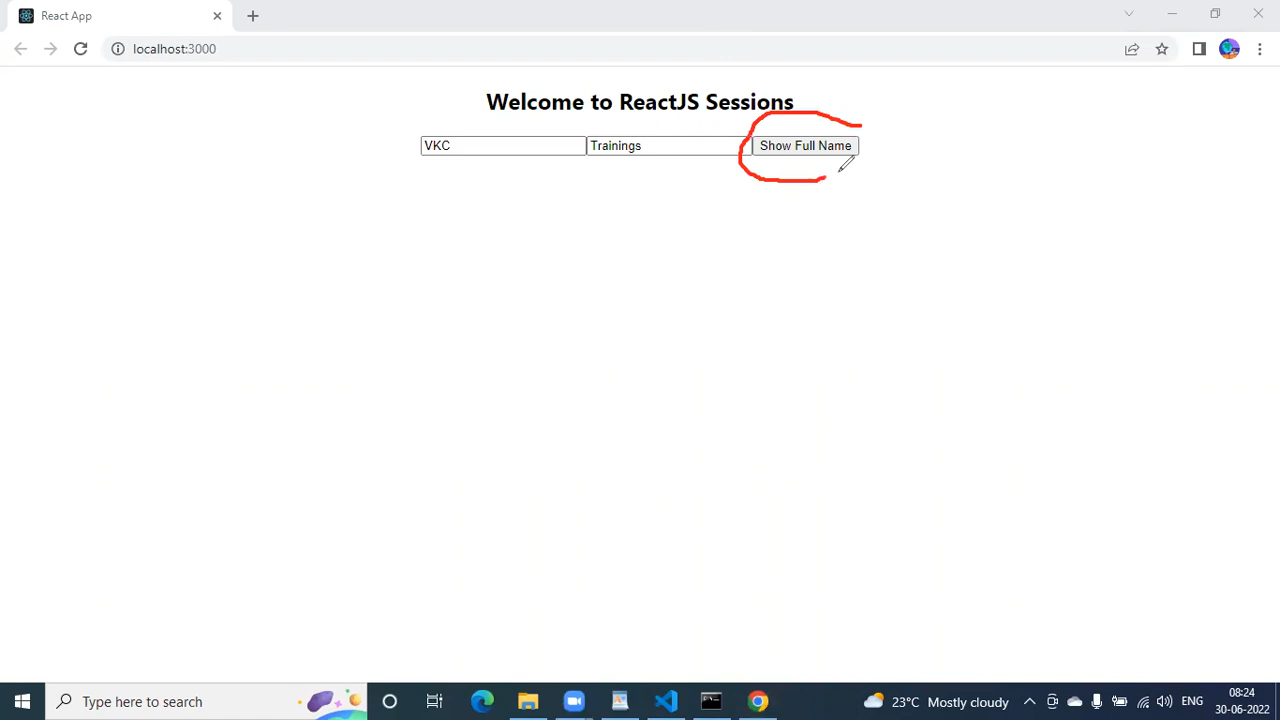 React App
localhost:3000
Welcome to ReactJS Sessions
VKC Trainings Show Full Name
Type here to search
23°C Mostly cloudy
ENG
08:24
30-06-2022